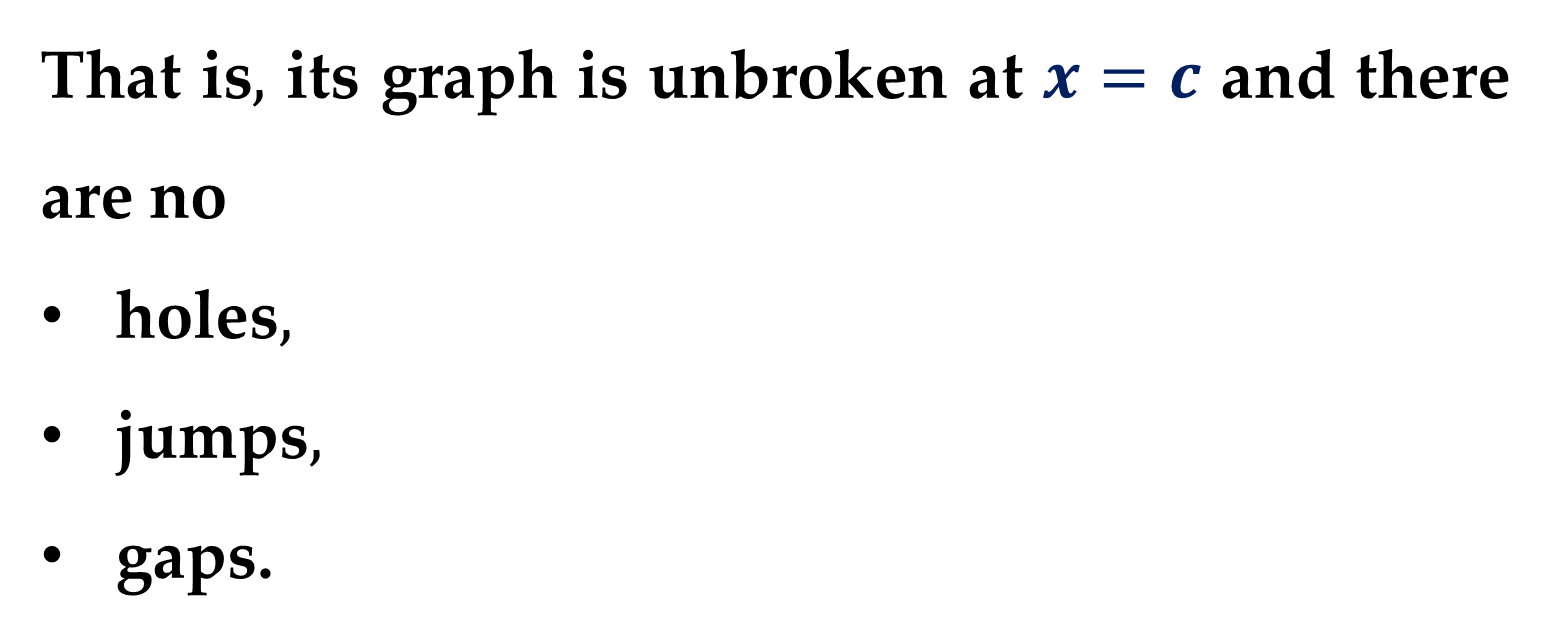 That is, its graph is unbroken at x = c and there
are no
• holes,
• jumps,
• gaps.